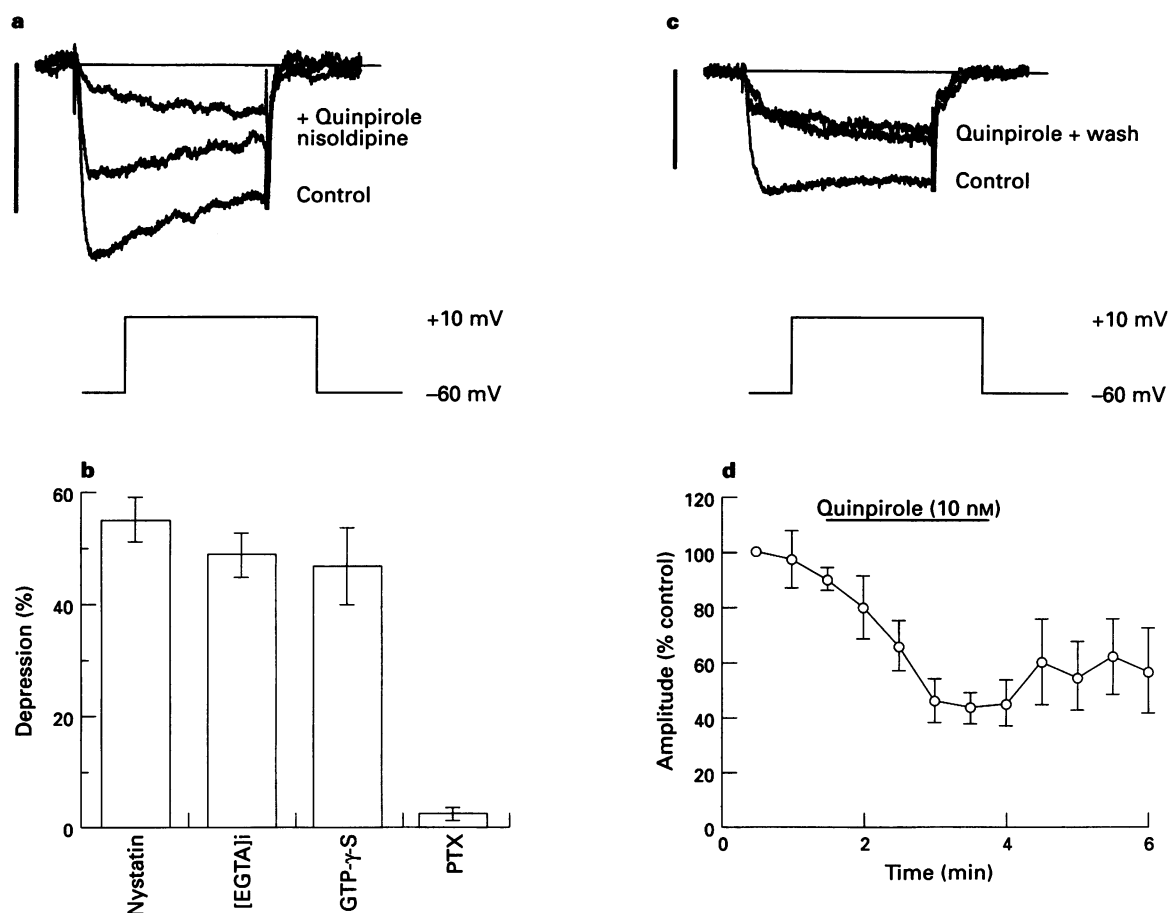 a
+ Quinpirole
nisoldipine
Control
+10 mV
–60 mV
b
Depression (%)
60
40
20
0
Nystatin
[EGTA]i
GTP-γ-S
PTX
c
Quinpirole + wash
Control
+10 mV
–60 mV
d
Quinpirole (10 nM)
Amplitude (% control)
120
100
80
60
40
20
0
0 2 4 6
Time (min)